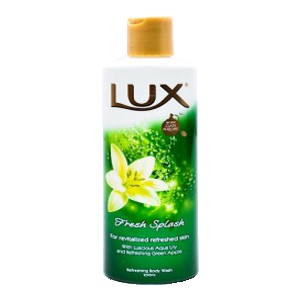 LUX
Fresh Splash
For revitalized refreshed skin
With Luscious Aqua Lily
and Refreshing Green Apple
Refreshing Body Wash